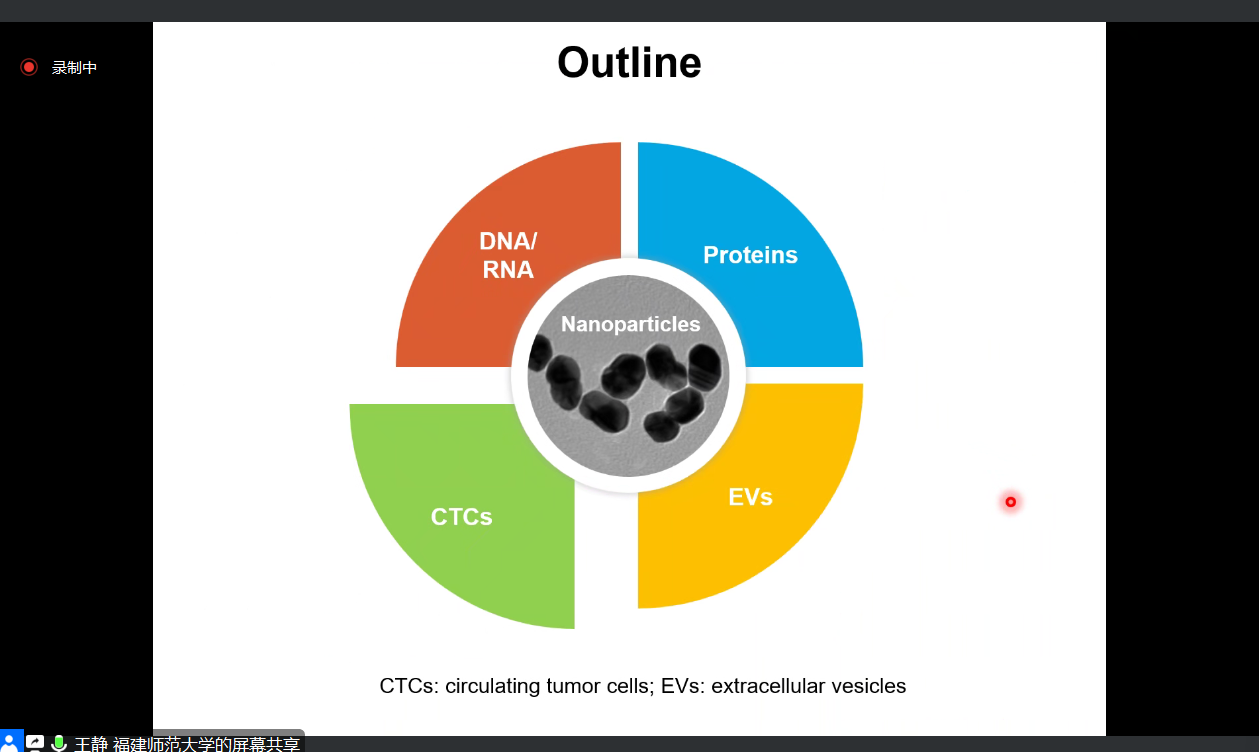 录制中
Outline
DNA/
RNA
Proteins
Nanoparticles
CTCs
EVs
CTCs: circulating tumor cells; EVs: extracellular vesicles
王静 福建师范大学的屏幕共享